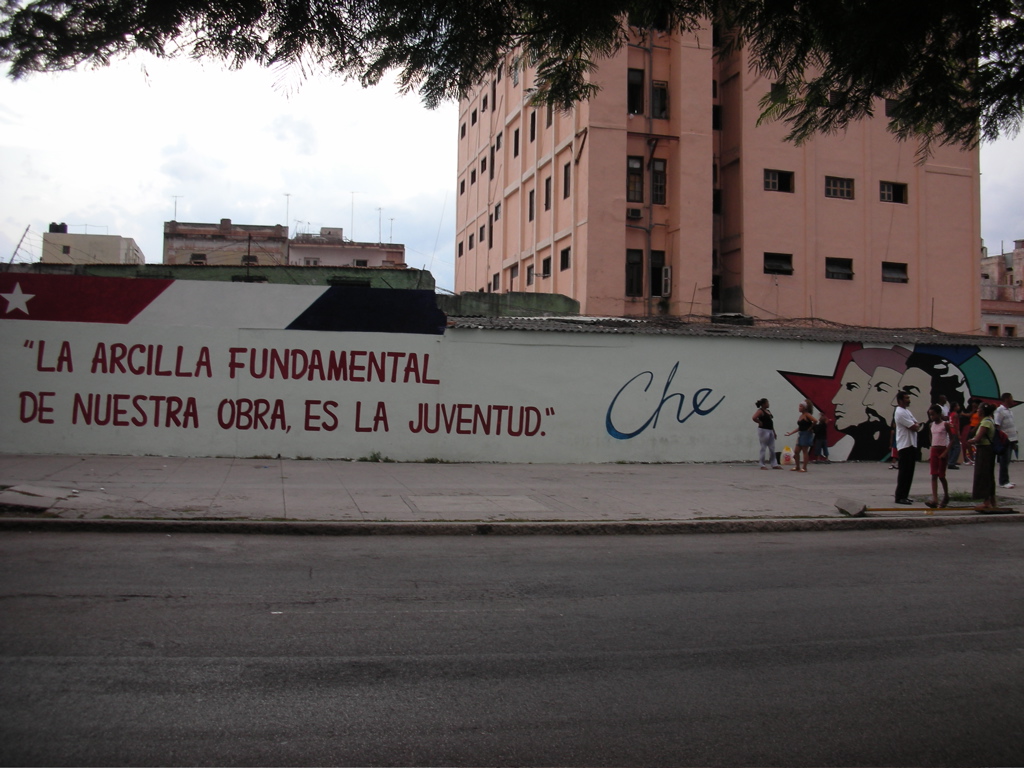 "LA ARCILLA FUNDAMENTAL
DE NUESTRA OBRA, ES LA JUVENTUD."
Che